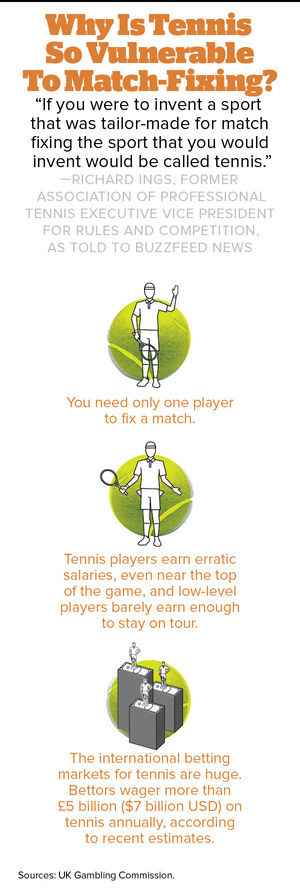 Why Is Tennis
So Vulnerable
To Match-Fixing?
“If you were to invent a sport
that was tailor-made for match
fixing the sport that you would
invent would be called tennis.”
—RICHARD INGS, FORMER
ASSOCIATION OF PROFESSIONAL
TENNIS EXECUTIVE VICE PRESIDENT
FOR RULES AND COMPETITION,
AS TOLD TO BUZZFEED NEWS
You need only one player
to fix a match.
Tennis players earn erratic
salaries, even near the top
of the game, and low-level
players barely earn enough
to stay on tour.
The international betting
markets for tennis are huge.
Bettors wager more than
£5 billion ($7 billion USD) on
tennis annually, according
to recent estimates.
Sources: UK Gambling Commission.